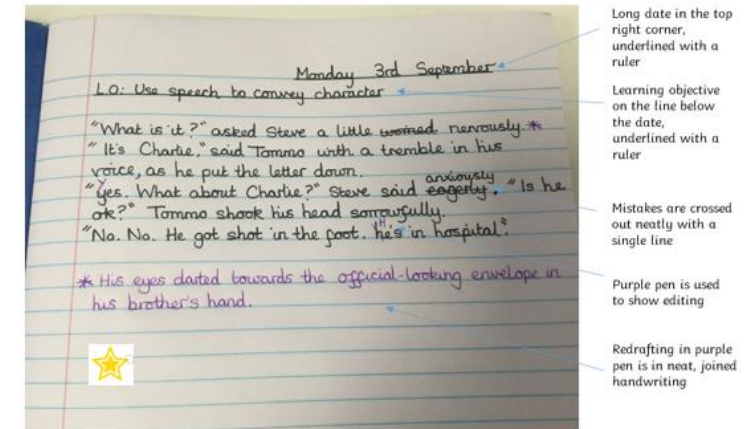 Monday 3rd September
L.O: Use speech to convey character
"What is it?" asked Steve a little worried nervously.*
"It's Charlie," said Tommo with a tremble in his
voice, as he put the letter down.
"Yes. What about Charlie?" Steve said eagerly anxiously. "Is he
ok?" Tommo shook his head sorrowfully.
"No. No. He got shot in the foot. He's in hospital".
* His eyes darted towards the official-looking envelope in
his brother's hand.
Long date in the top
right corner,
underlined with a
ruler
Learning objective
on the line below
the date,
underlined with a
ruler
Mistakes are crossed
out neatly with a
single line
Purple pen is used
to show editing
Redrafting in purple
pen is in neat, joined
handwriting